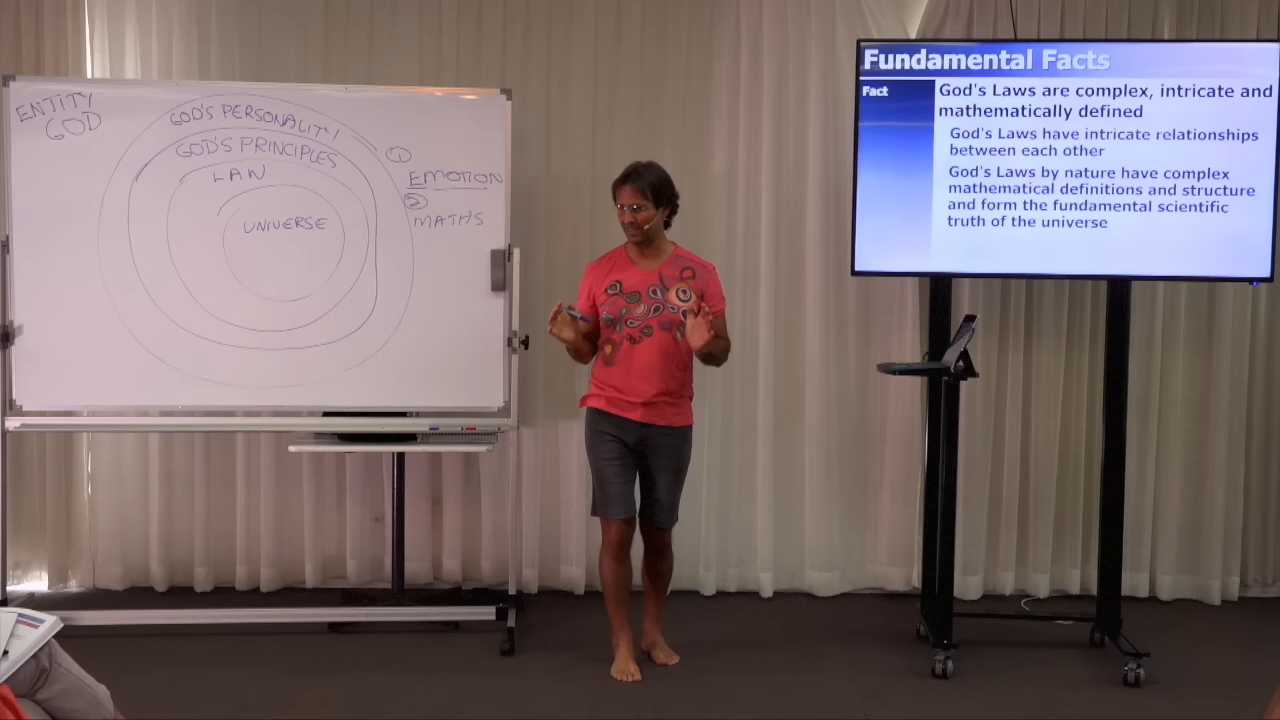 ENTITY
GOD
GOD'S PERSONALITY
GOD'S PRINCIPLES
LAW
UNIVERSE
1
EMOTION
2
MATHS
Fundamental Facts
Fact
God's Laws are complex, intricate and
mathematically defined
God's Laws have intricate relationships
between each other
God's Laws by nature have complex
mathematical definitions and structure
and form the fundamental scientific
truth of the universe